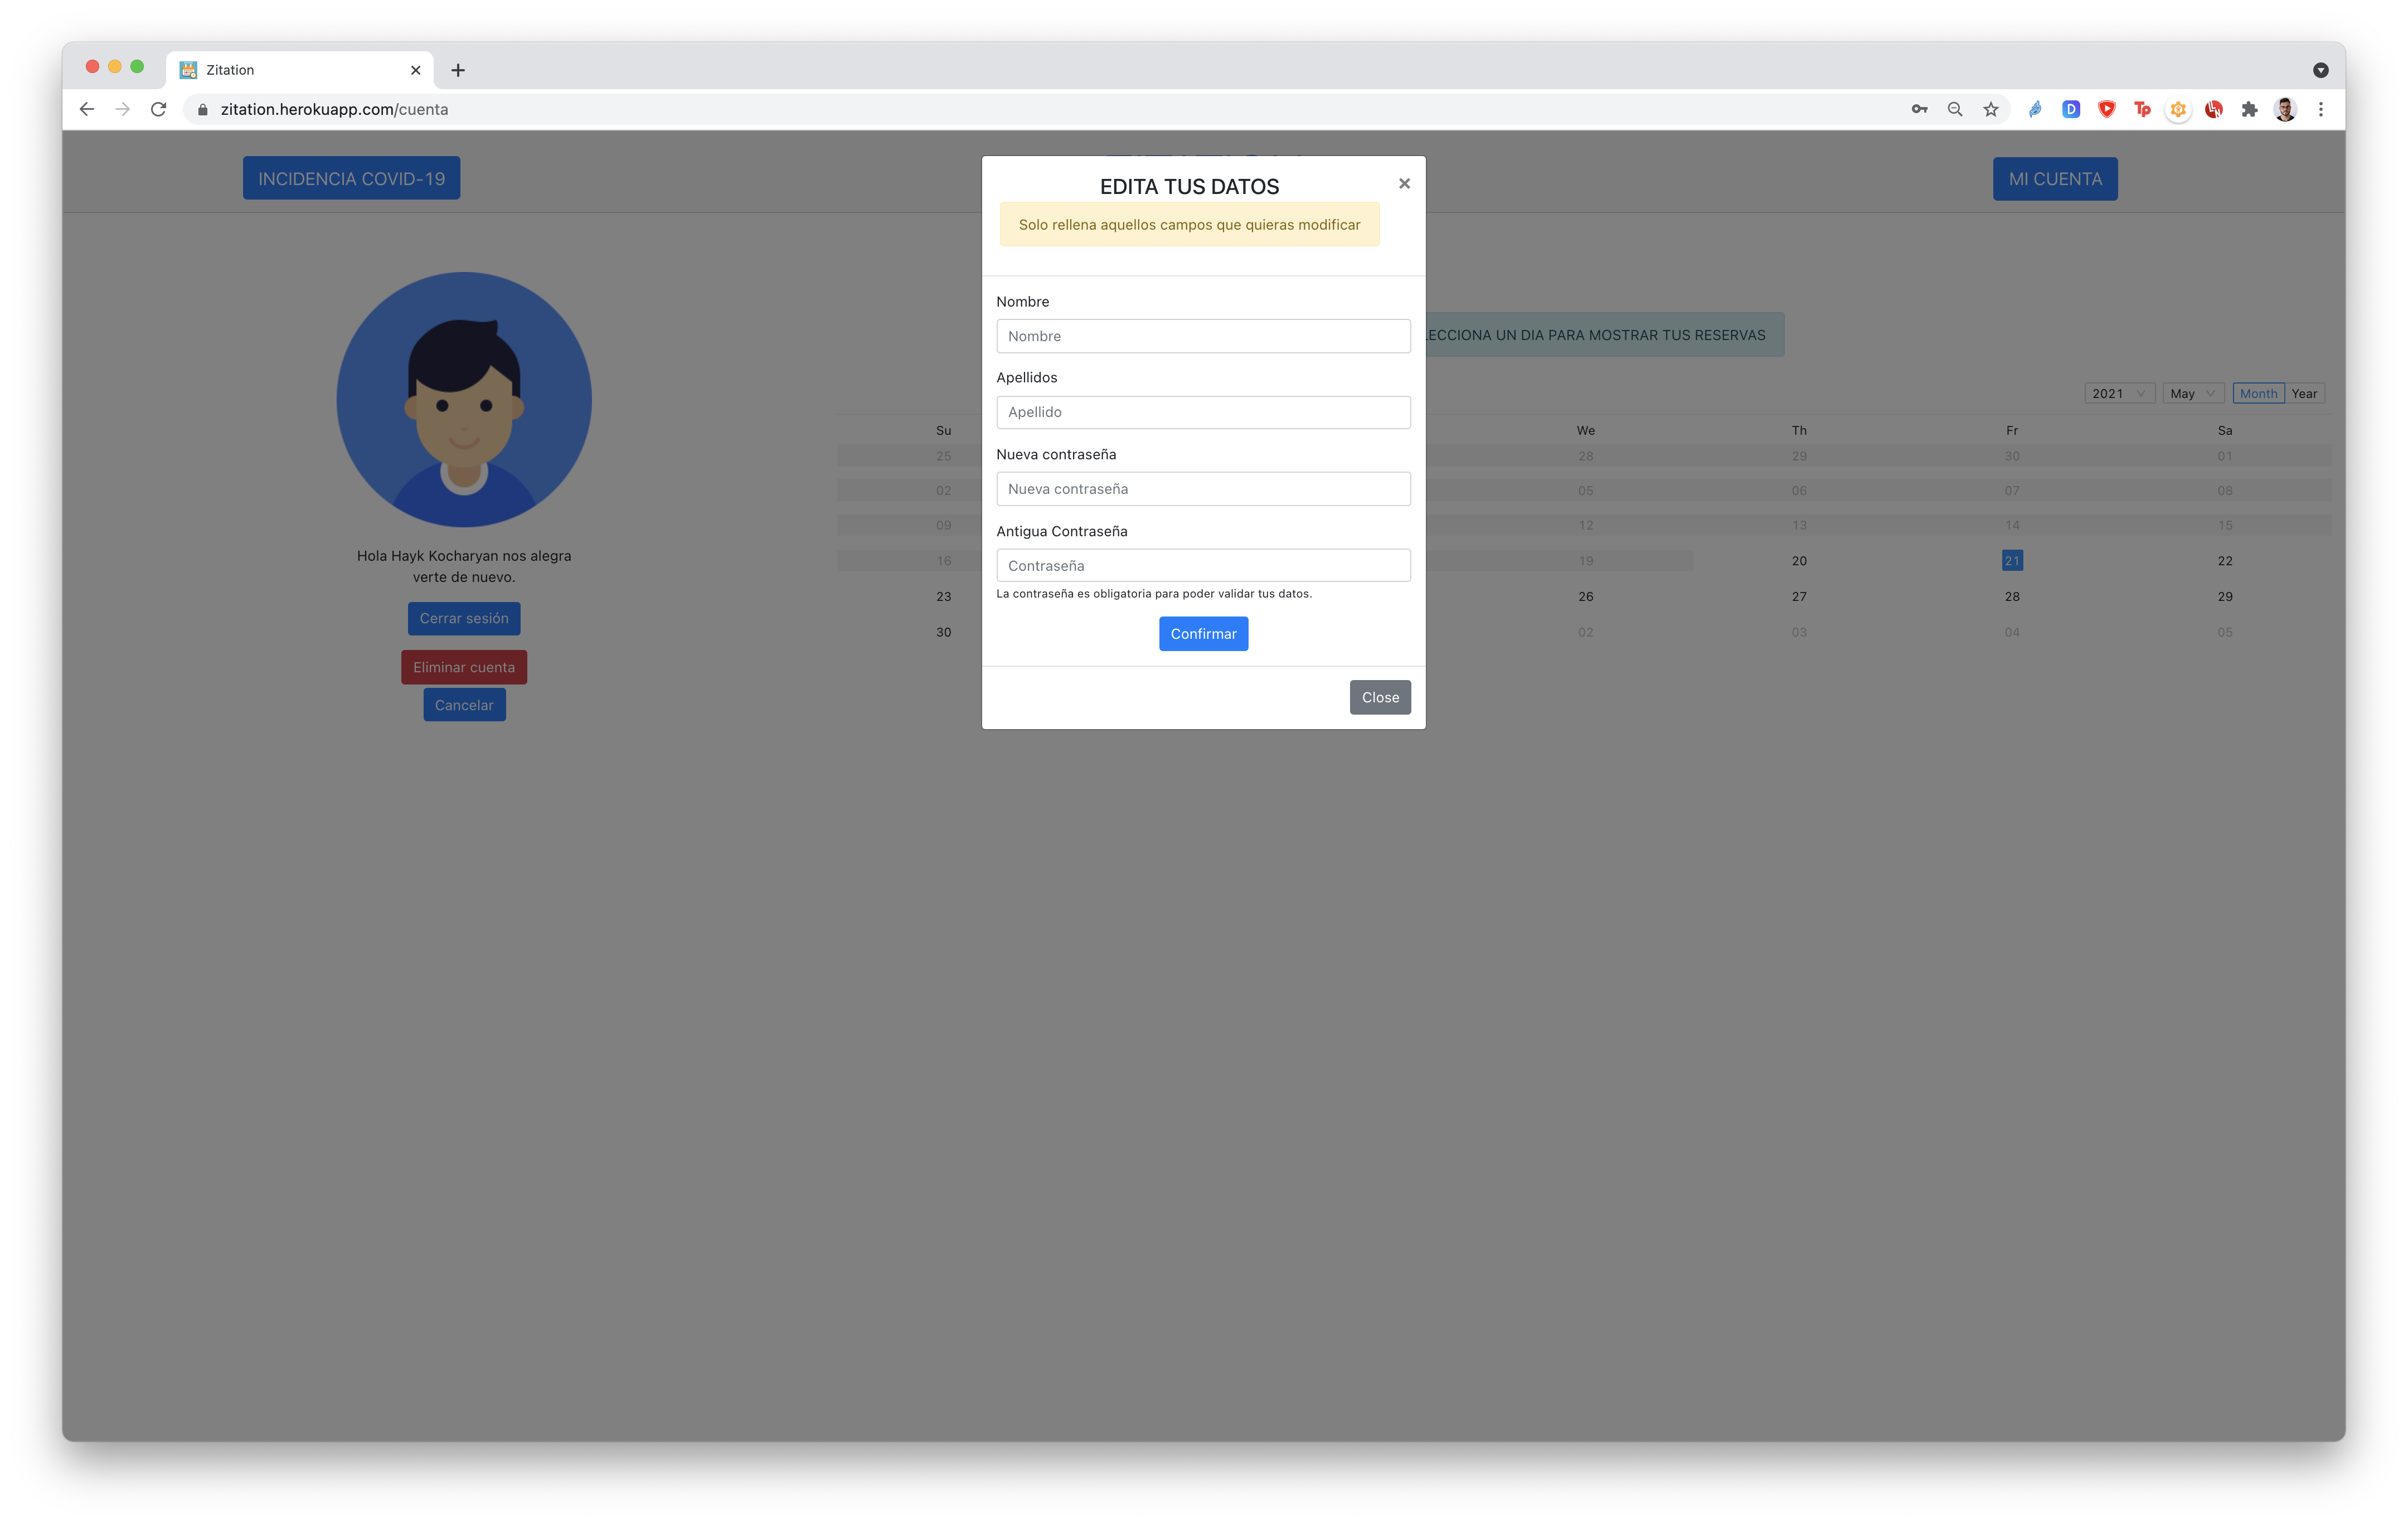 Zitation
zitation.herokuapp.com/cuenta
D
Tp
INCIDENCIA COVID-19
MI CUENTA
EDITA TUS DATOS
×
Solo rellena aquellos campos que quieras modificar
Nombre
Nombre
Apellidos
Apellido
Nueva contraseña
Nueva contraseña
Antigua Contraseña
Contraseña
La contraseña es obligatoria para poder validar tus datos.
Confirmar
Close
Hola Hayk Kocharyan nos alegra
verte de nuevo.
Cerrar sesión
Eliminar cuenta
Cancelar
LECCIONA UN DIA PARA MOSTRAR TUS RESERVAS
2021 May Month Year
Su We Th Fr Sa
25 28 29 30 01
02 05 06 07 08
09 12 13 14 15
16 19 20 21 22
23 26 27 28 29
30 02 03 04 05